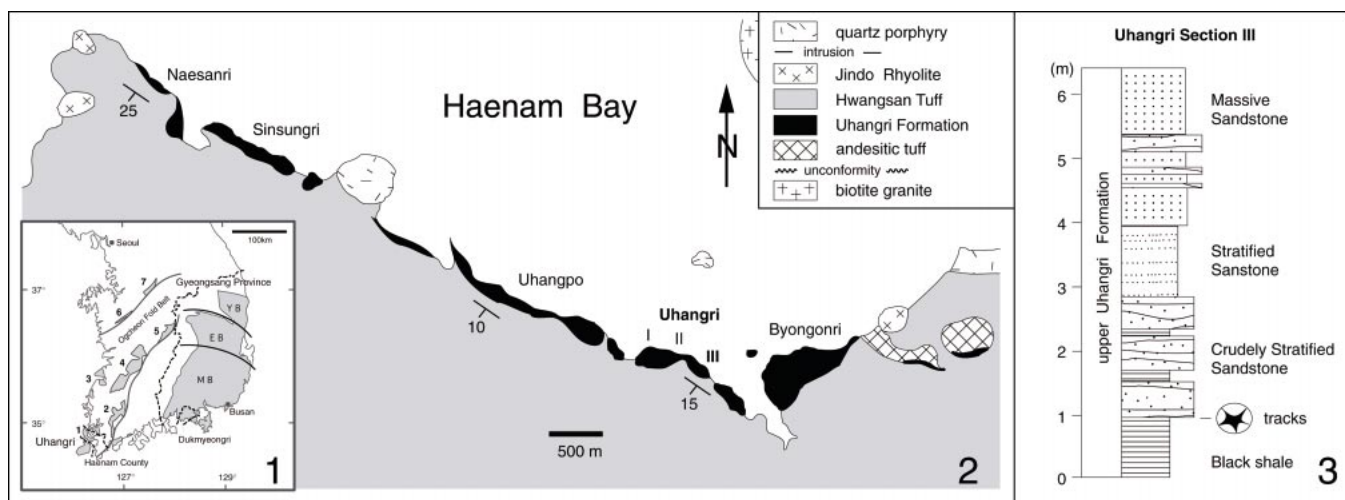 Naesanri
25
Sinsungri
Haenam Bay
N
Uhangpo
10
Uhangri
I
II
III
15
Byongonri
500 m
2
quartz porphyry
intrusion
Jindo Rhyolite
Hwangsan Tuff
Uhangri Formation
andesitic tuff
unconformity
biotite granite
100km
Seoul
37°
Gyeongsang Province
7
Y B
6
Ogcheon Fold Belt
5
E B
4
3
M B
2
Busan
35°
1
Uhangri
Dukmyeongri
Haenam County
127°
129°
1
Uhangri Section III
(m)
6
5
4
3
2
1
0
upper Uhangri Formation
Massive
Sandstone
Stratified
Sanstone
Crudely Stratified
Sandstone
tracks
Black shale
3